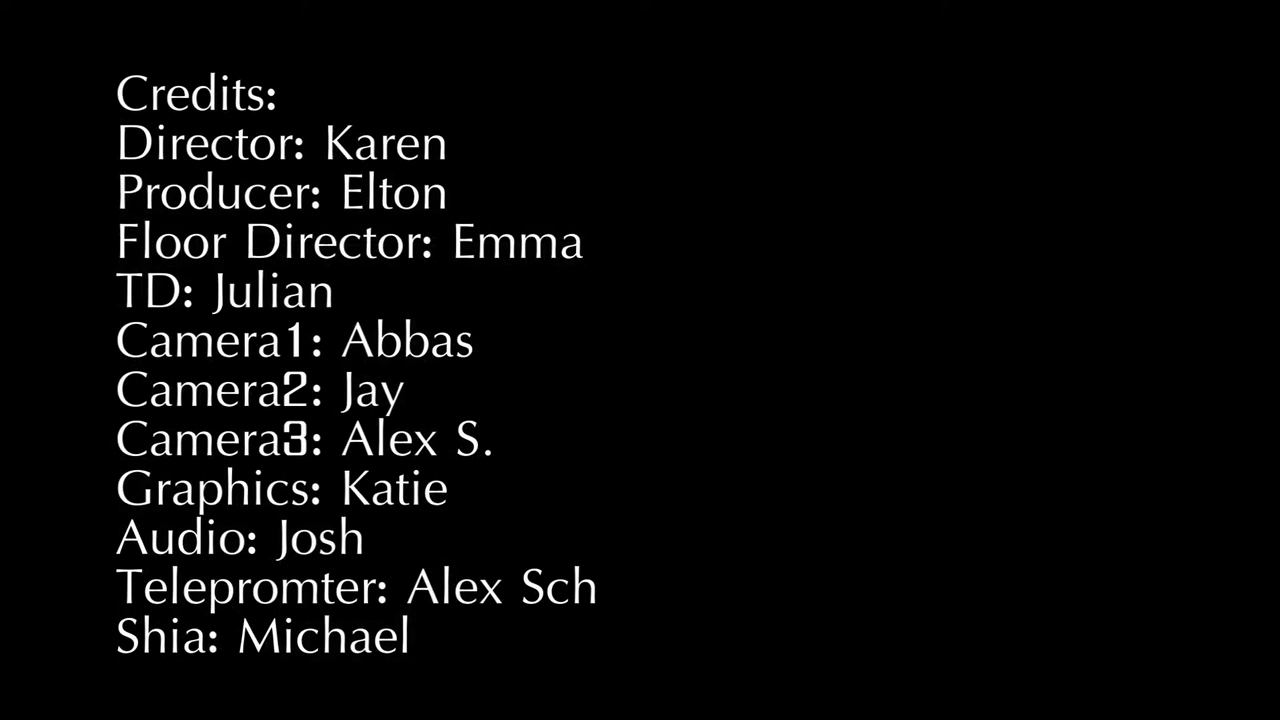 Credits:
Director: Karen
Producer: Elton
Floor Director: Emma
TD: Julian
Camera1: Abbas
Camera2: Jay
Camera3: Alex S.
Graphics: Katie
Audio: Josh
Telepromter: Alex Sch
Shia: Michael